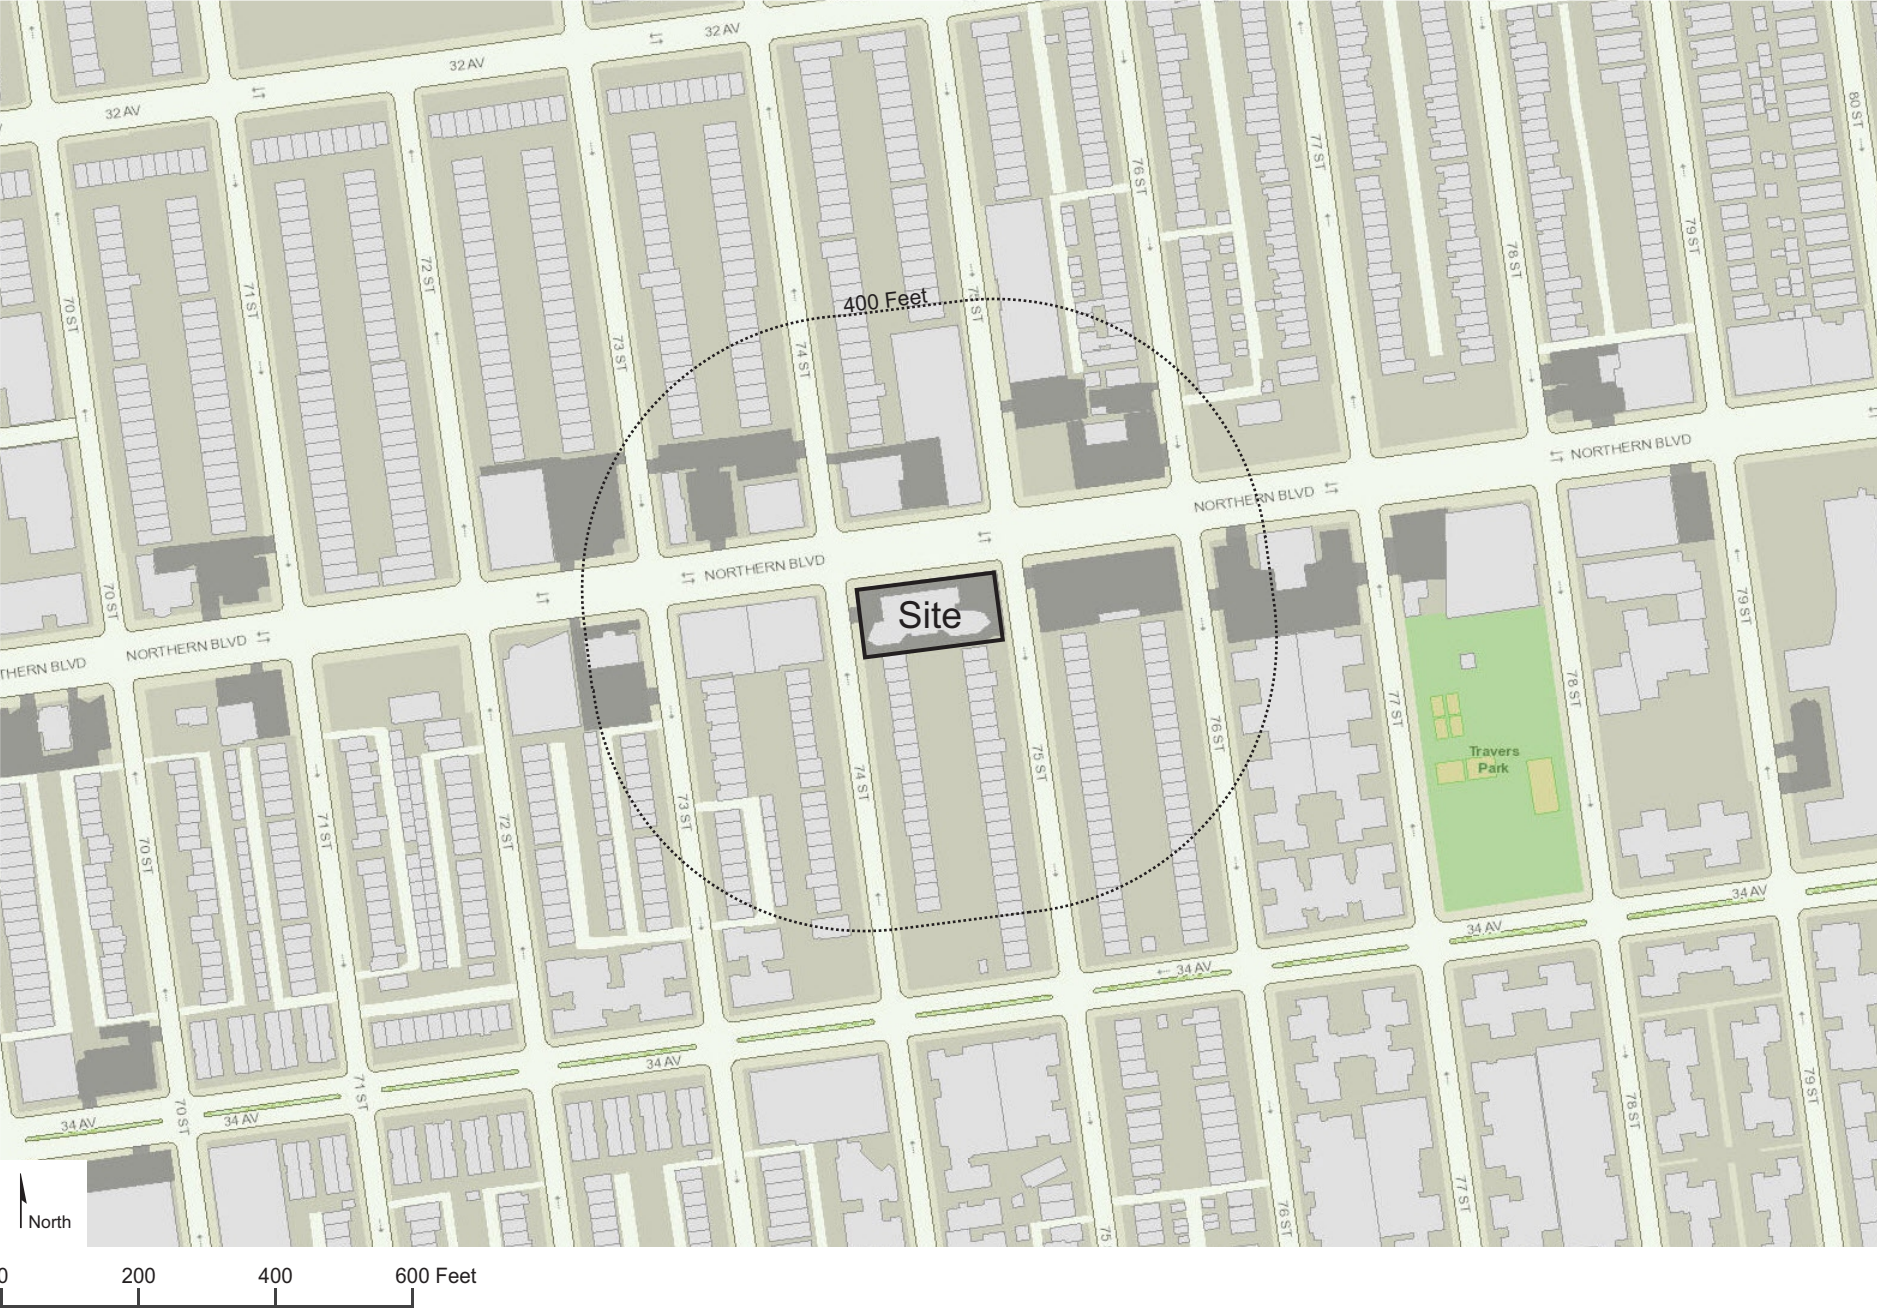 32 AV
32 AV
32 AV
80 ST
77 ST
76 ST
79 ST
78 ST
72 ST
71 ST
70 ST
400 Feet
75 ST
73 ST
74 ST
NORTHERN BLVD
NORTHERN BLVD
NORTHERN BLVD
70 ST
79 ST
Site
NORTHERN BLVD
THERN BLVD
78 ST
77 ST
76 ST
75 ST
Travers
Park
74 ST
73 ST
72 ST
71 ST
70 ST
34 AV
34 AV
34 AV
34 AV
71 ST
79 ST
78 ST
70 ST
34 AV
34 AV
77 ST
76 ST
75
North
0
200
400
600 Feet